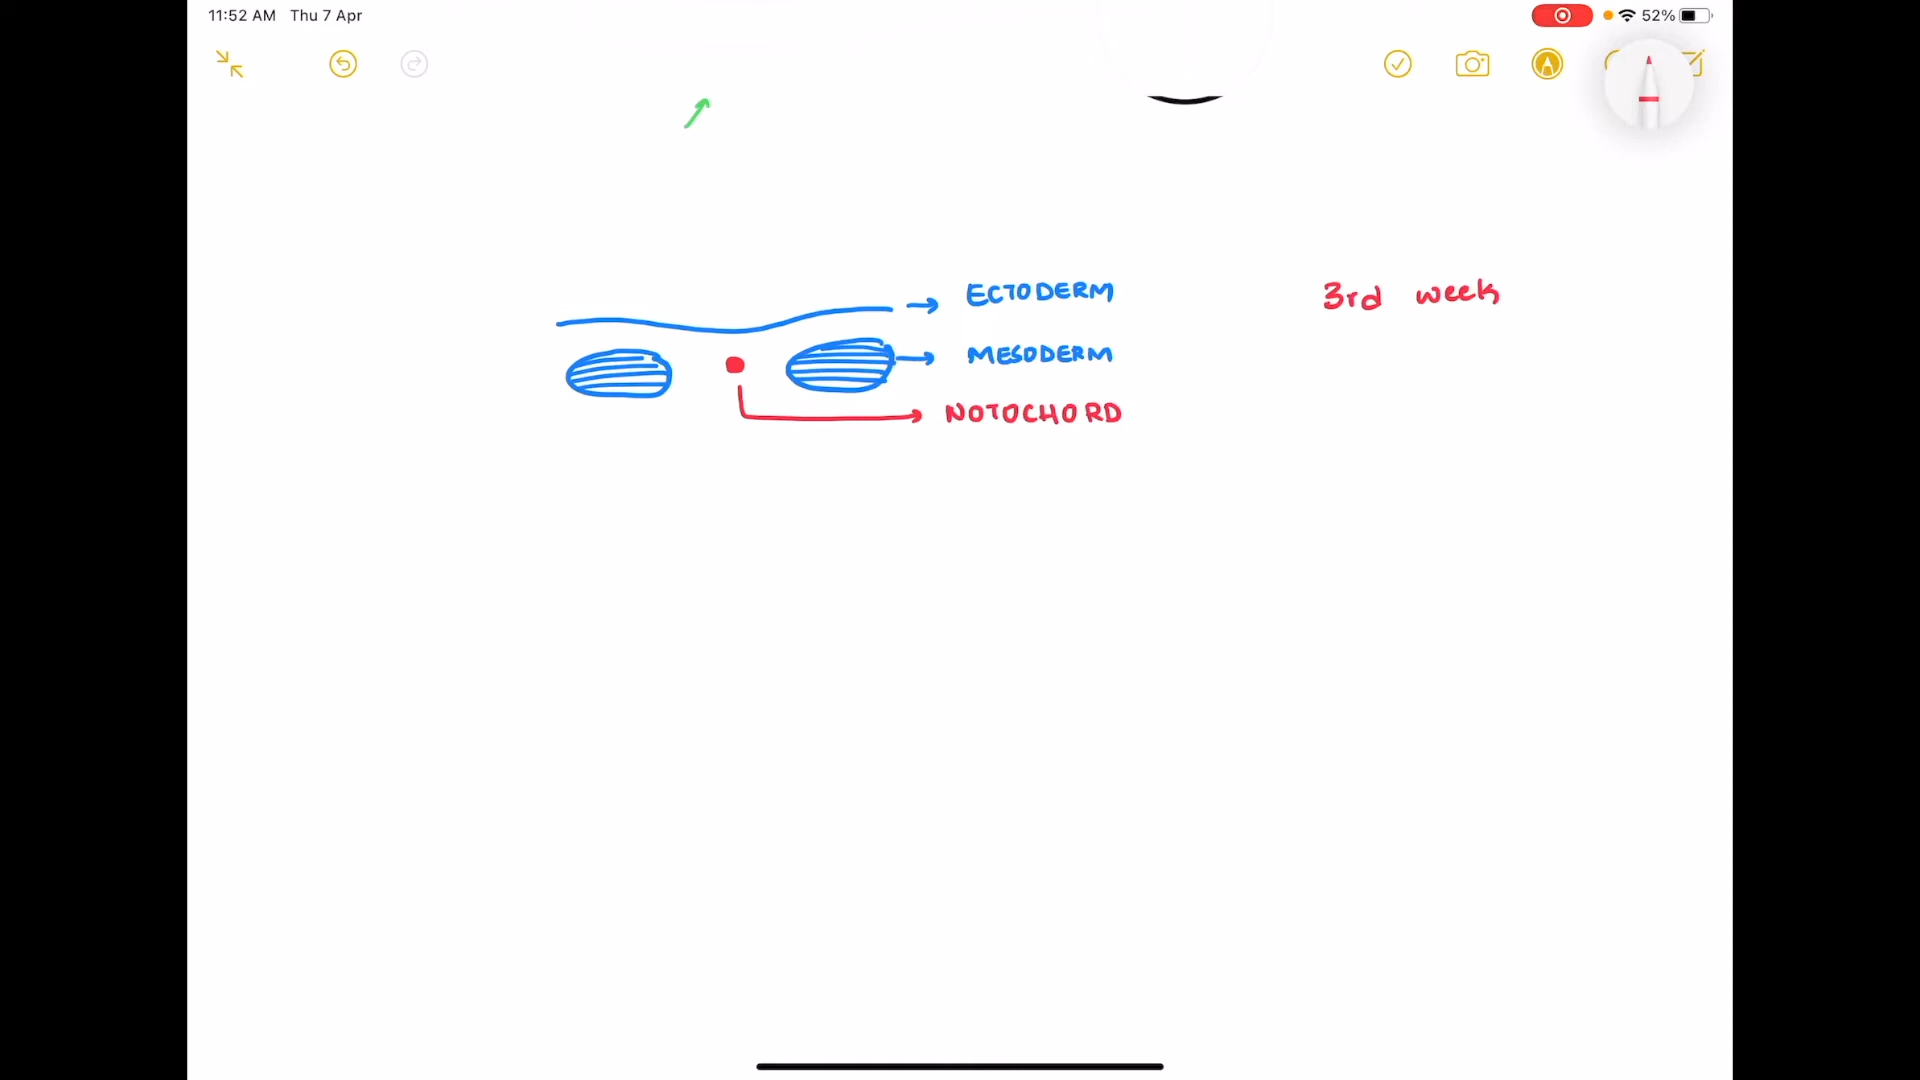 11:52 AM Thu 7 Apr
52%
ECTODERM
3rd week
MESODERM
NOTOCHORD